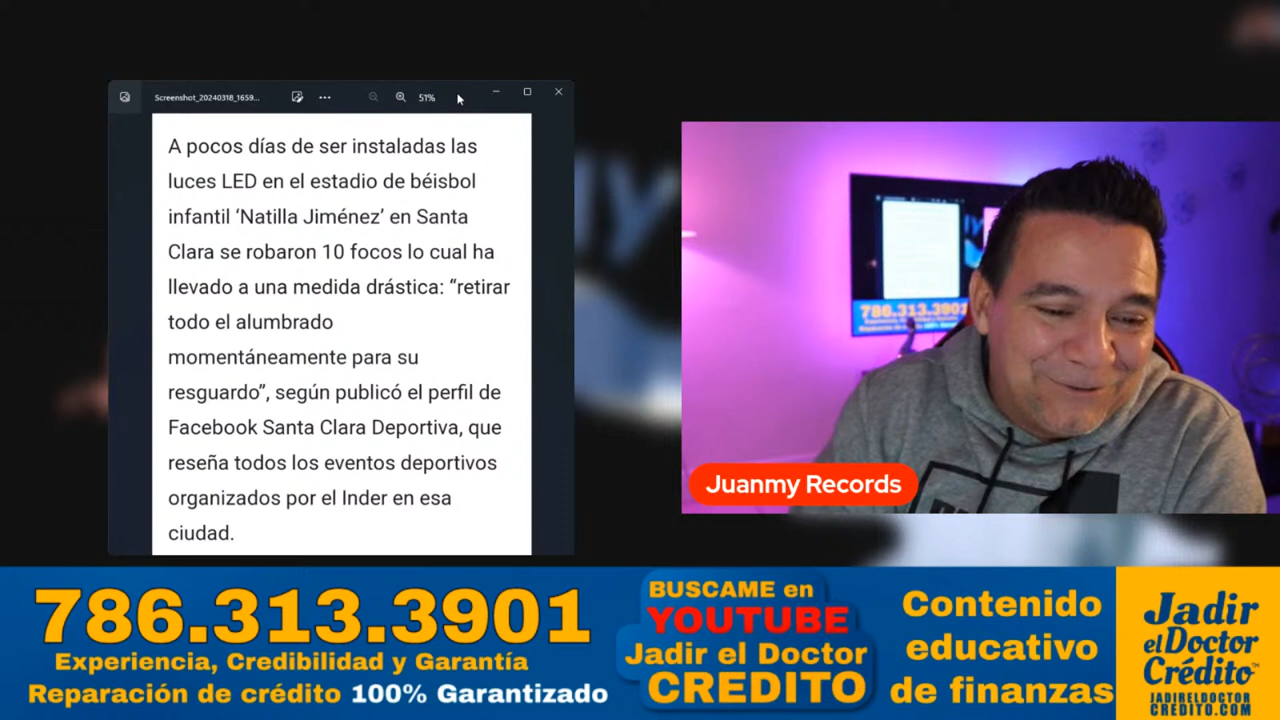 Screenshot_20240318_1659...
51%
A pocos días de ser instaladas las
luces LED en el estadio de béisbol
infantil ‘Natilla Jiménez’ en Santa
Clara se robaron 10 focos lo cual ha
llevado a una medida drástica: “retirar
todo el alumbrado
momentáneamente para su
resguardo”, según publicó el perfil de
Facebook Santa Clara Deportiva, que
reseña todos los eventos deportivos
organizados por el Inder en esa
ciudad.
786.313.3901
Juanmy Records
786.313.3901
Experiencia, Credibilidad y Garantía
Reparación de crédito 100% Garantizado
BUSCAME en
YOUTUBE
Jadir el Doctor
CREDITO
Contenido
educativo
de finanzas
Jadir
el Doctor
Crédito™
JADIRELDOCTOR
CREDITO.COM